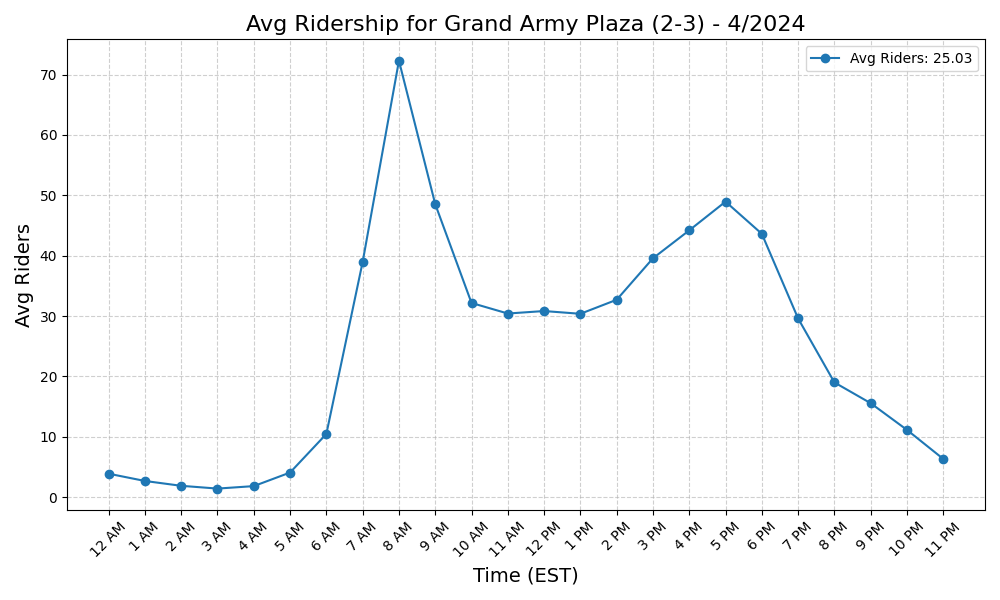 Avg Ridership for Grand Army Plaza (2-3) - 4/2024
Avg Riders: 25.03
Avg Riders
70
60
50
40
30
20
10
0
12 AM
1 AM
2 AM
3 AM
4 AM
5 AM
6 AM
7 AM
8 AM
9 AM
10 AM
11 AM
12 PM
1 PM
2 PM
3 PM
4 PM
5 PM
6 PM
7 PM
8 PM
9 PM
10 PM
11 PM
Time (EST)